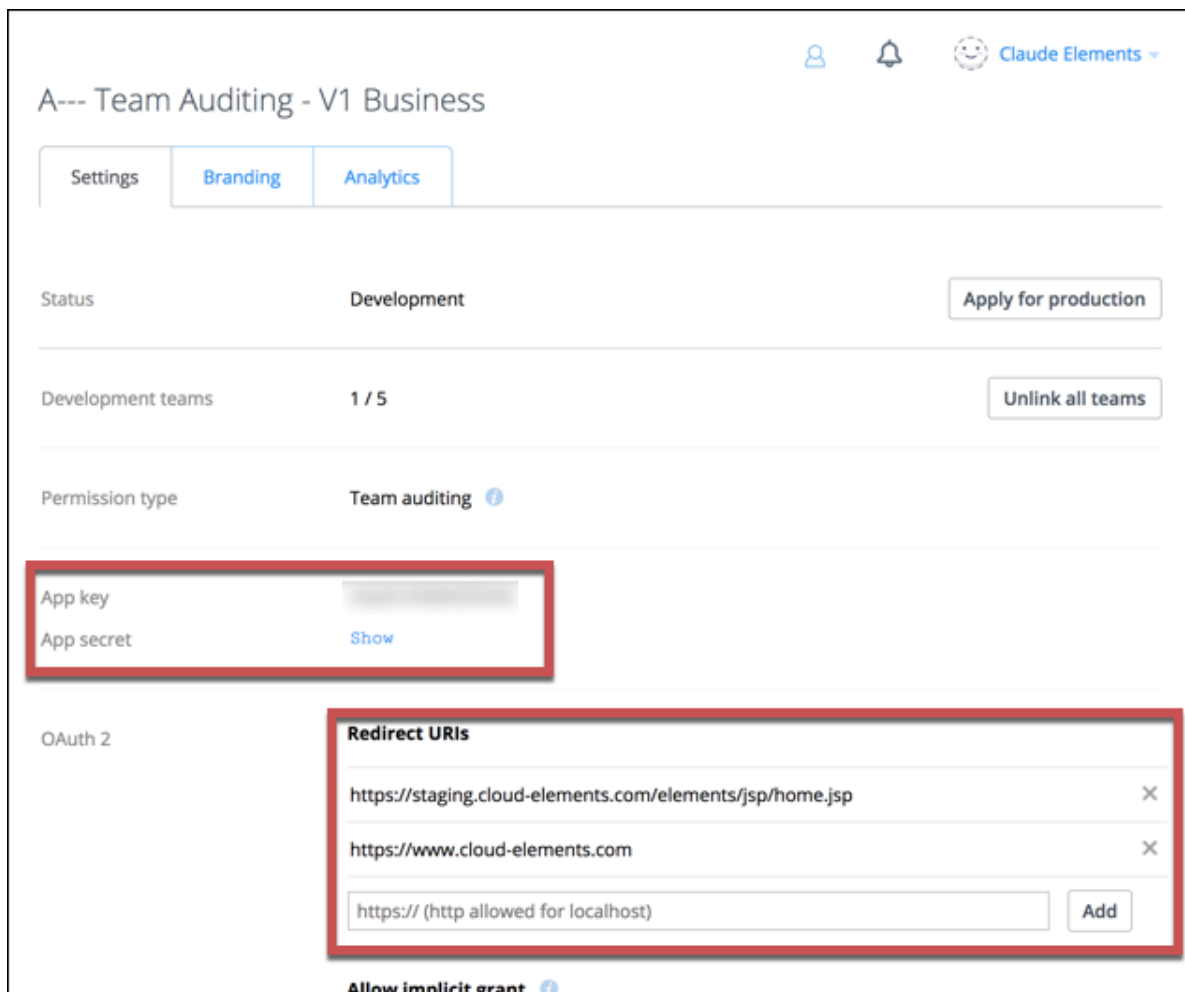 Claude Elements
A--- Team Auditing - V1 Business
Settings Branding Analytics
Status Development Apply for production
Development teams 1 / 5 Unlink all teams
Permission type Team auditing
App key
App secret Show
OAuth 2 Redirect URIs
https://staging.cloud-elements.com/elements/jsp/home.jsp
https://www.cloud-elements.com
https:// (http allowed for localhost) Add
Allow implicit grant